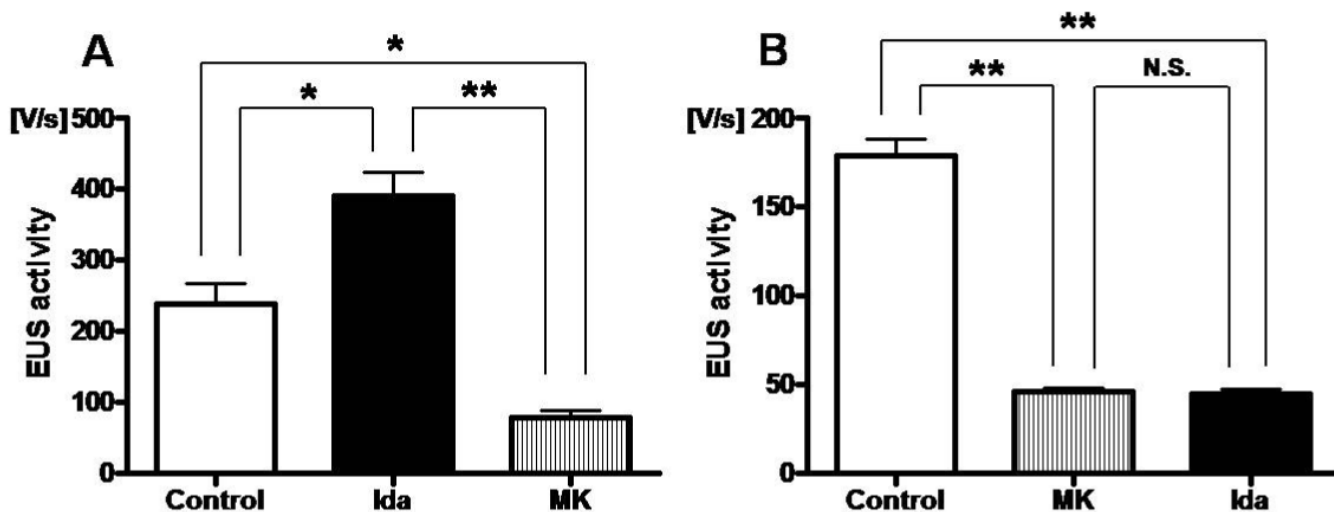 A
*
*
**
[V/s]
500
400
300
200
100
0
EUS activity
Control
Ida
MK
B
**
**
N.S.
[V/s]
200
150
100
50
0
EUS activity
Control
MK
Ida